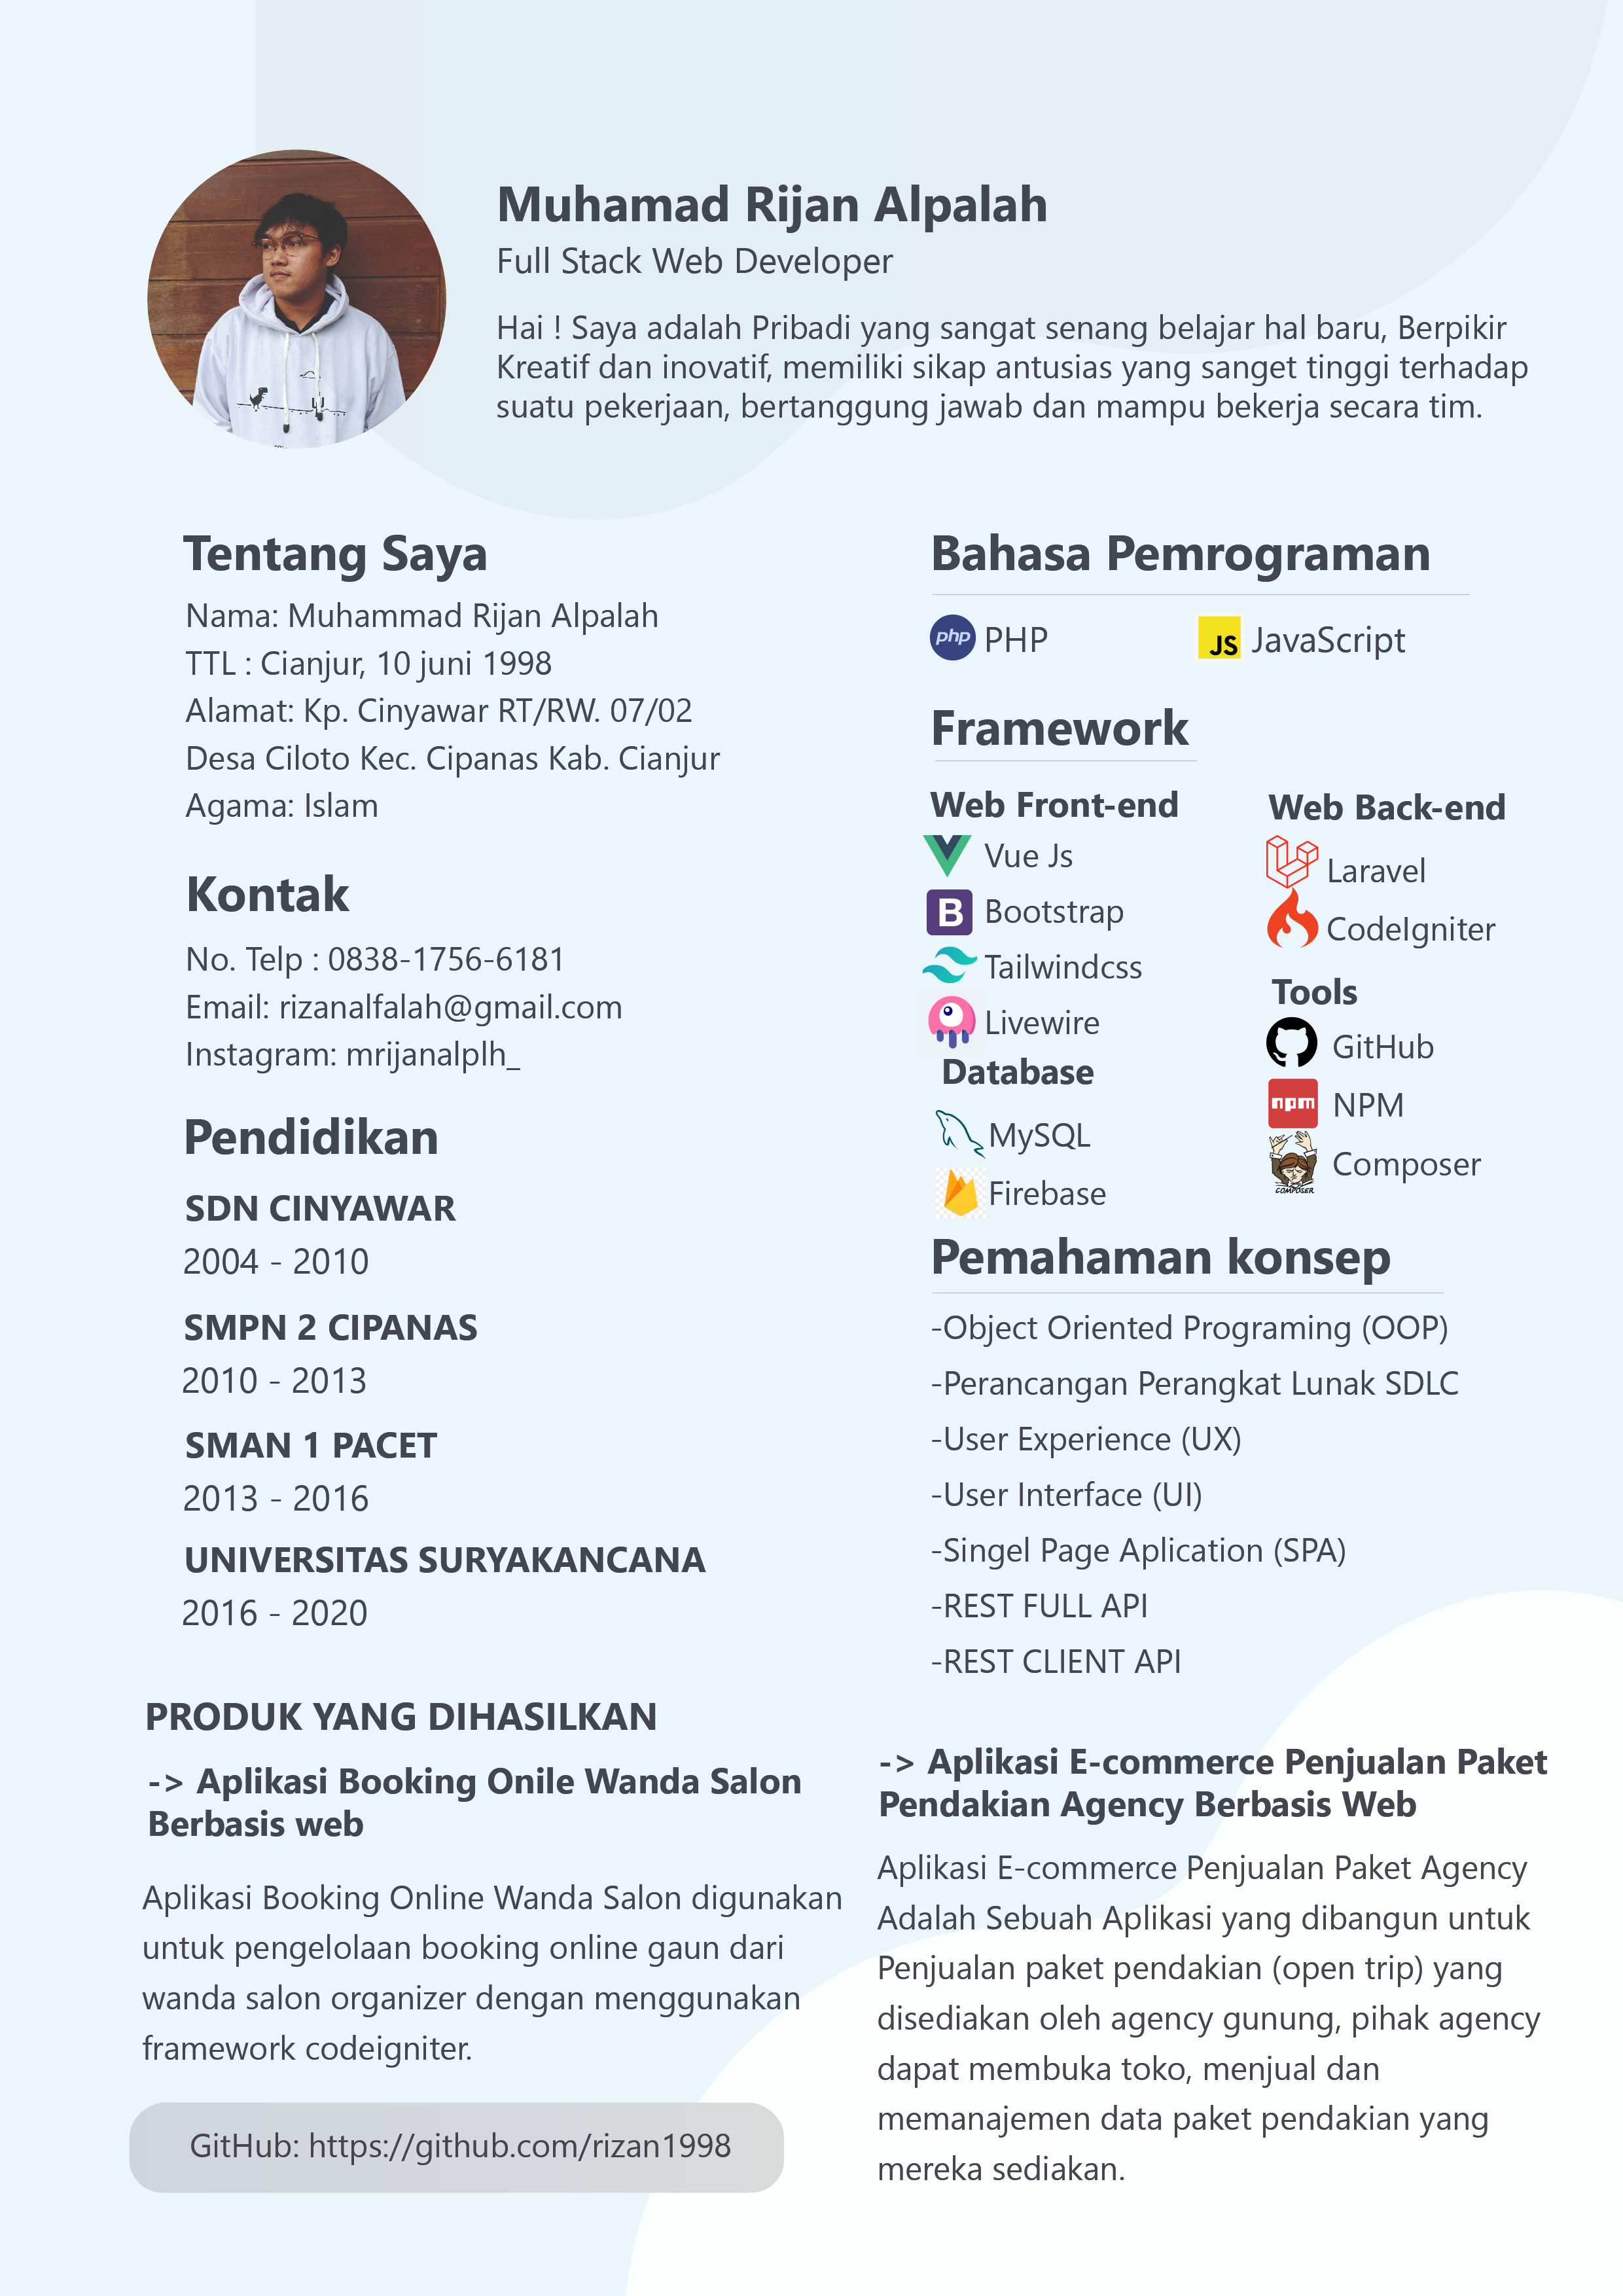 Muhamad Rijan Alpalah
Full Stack Web Developer
Hai ! Saya adalah Pribadi yang sangat senang belajar hal baru, Berpikir
Kreatif dan inovatif, memiliki sikap antusias yang sanget tinggi terhadap
suatu pekerjaan, bertanggung jawab dan mampu bekerja secara tim.
Tentang Saya
Nama: Muhammad Rijan Alpalah
TTL : Cianjur, 10 juni 1998
Alamat: Kp. Cinyawar RT/RW. 07/02
Desa Ciloto Kec. Cipanas Kab. Cianjur
Agama: Islam
Kontak
No. Telp : 0838-1756-6181
Email: rizanalfalah@gmail.com
Instagram: mrijanalplh_
Pendidikan
SDN CINYAWAR
2004 - 2010
SMPN 2 CIPANAS
2010 - 2013
SMAN 1 PACET
2013 - 2016
UNIVERSITAS SURYAKANCANA
2016 - 2020
Bahasa Pemrograman
php PHP
JS JavaScript
Framework
Web Front-end
Vue Js
B Bootstrap
Tailwindcss
Livewire
Database
MySQL
Firebase
Web Back-end
Laravel
CodeIgniter
Tools
GitHub
npm NPM
Composer
COMPOSER
Pemahaman konsep
-Object Oriented Programing (OOP)
-Perancangan Perangkat Lunak SDLC
-User Experience (UX)
-User Interface (UI)
-Singel Page Aplication (SPA)
-REST FULL API
-REST CLIENT API
PRODUK YANG DIHASILKAN
-> Aplikasi Booking Onile Wanda Salon
Berbasis web
Aplikasi Booking Online Wanda Salon digunakan
untuk pengelolaan booking online gaun dari
wanda salon organizer dengan menggunakan
framework codeigniter.
GitHub: https://github.com/rizan1998
-> Aplikasi E-commerce Penjualan Paket
Pendakian Agency Berbasis Web
Aplikasi E-commerce Penjualan Paket Agency
Adalah Sebuah Aplikasi yang dibangun untuk
Penjualan paket pendakian (open trip) yang
disediakan oleh agency gunung, pihak agency
dapat membuka toko, menjual dan
memanajemen data paket pendakian yang
mereka sediakan.